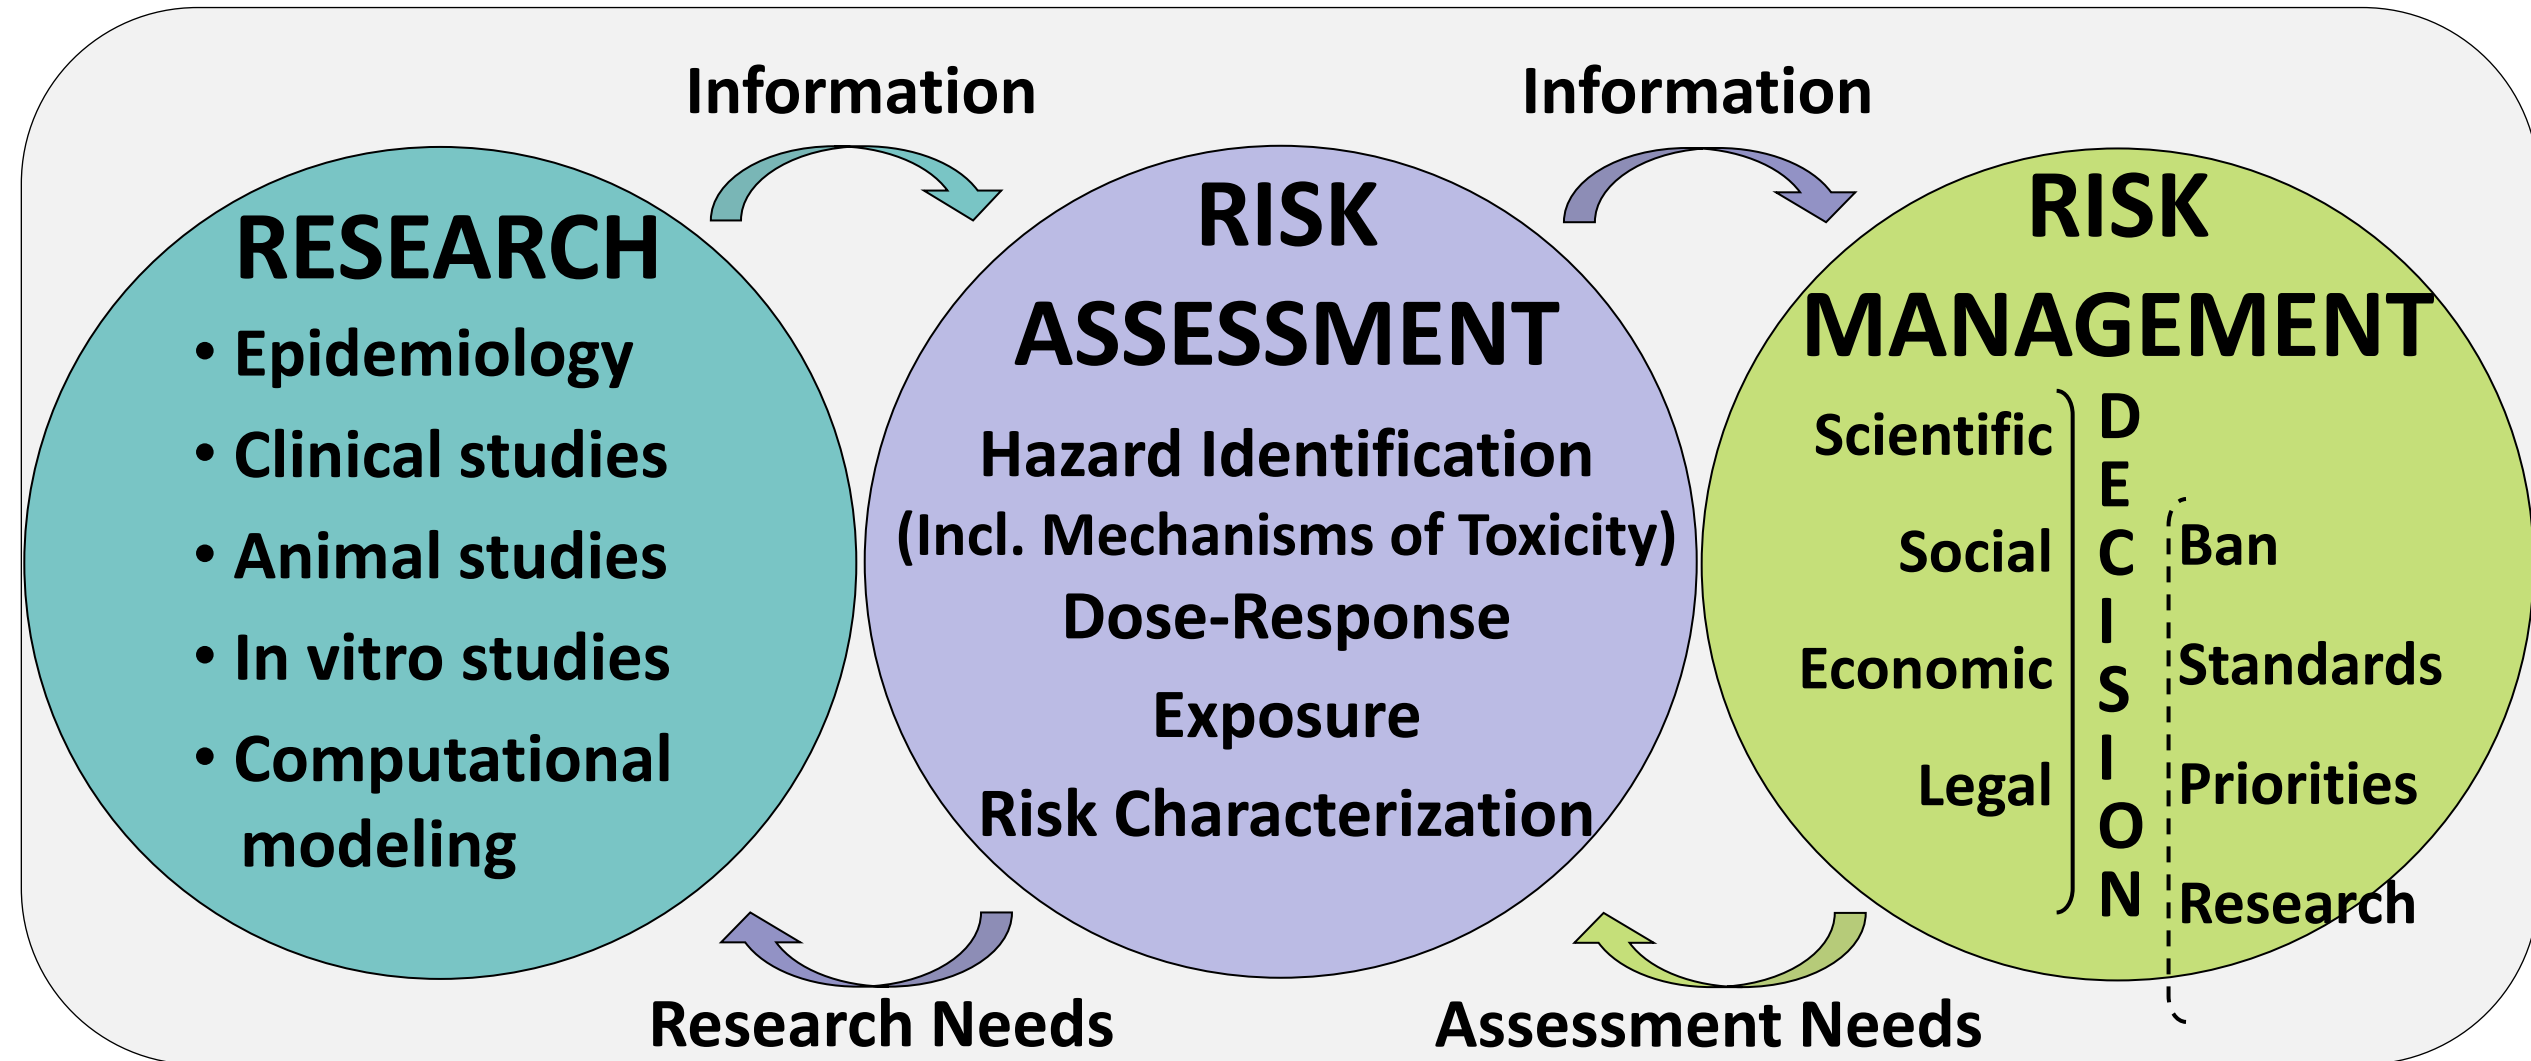 Information
Information
RESEARCH
• Epidemiology
• Clinical studies
• Animal studies
• In vitro studies
• Computational
modeling
RISK
ASSESSMENT
Hazard Identification
(Incl. Mechanisms of Toxicity)
Dose-Response
Exposure
Risk Characterization
RISK
MANAGEMENT
Scientific
Social
Economic
Legal
DECISION
Ban
Standards
Priorities
Research
Research Needs
Assessment Needs